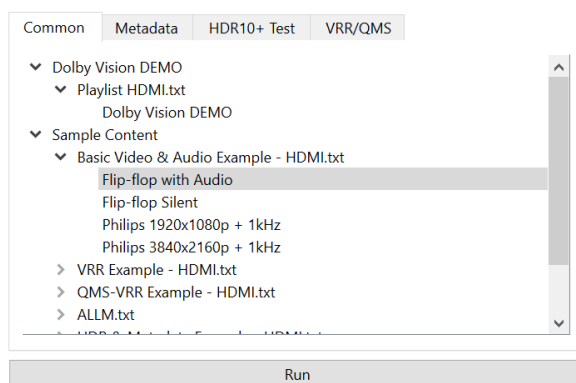 Common Metadata HDR10+ Test VRR/QMS
Dolby Vision DEMO
Playlist HDMI.txt
Dolby Vision DEMO
Sample Content
Basic Video & Audio Example - HDMI.txt
Flip-flop with Audio
Flip-flop Silent
Philips 1920x1080p + 1kHz
Philips 3840x2160p + 1kHz
VRR Example - HDMI.txt
QMS-VRR Example - HDMI.txt
ALLM.txt
Run